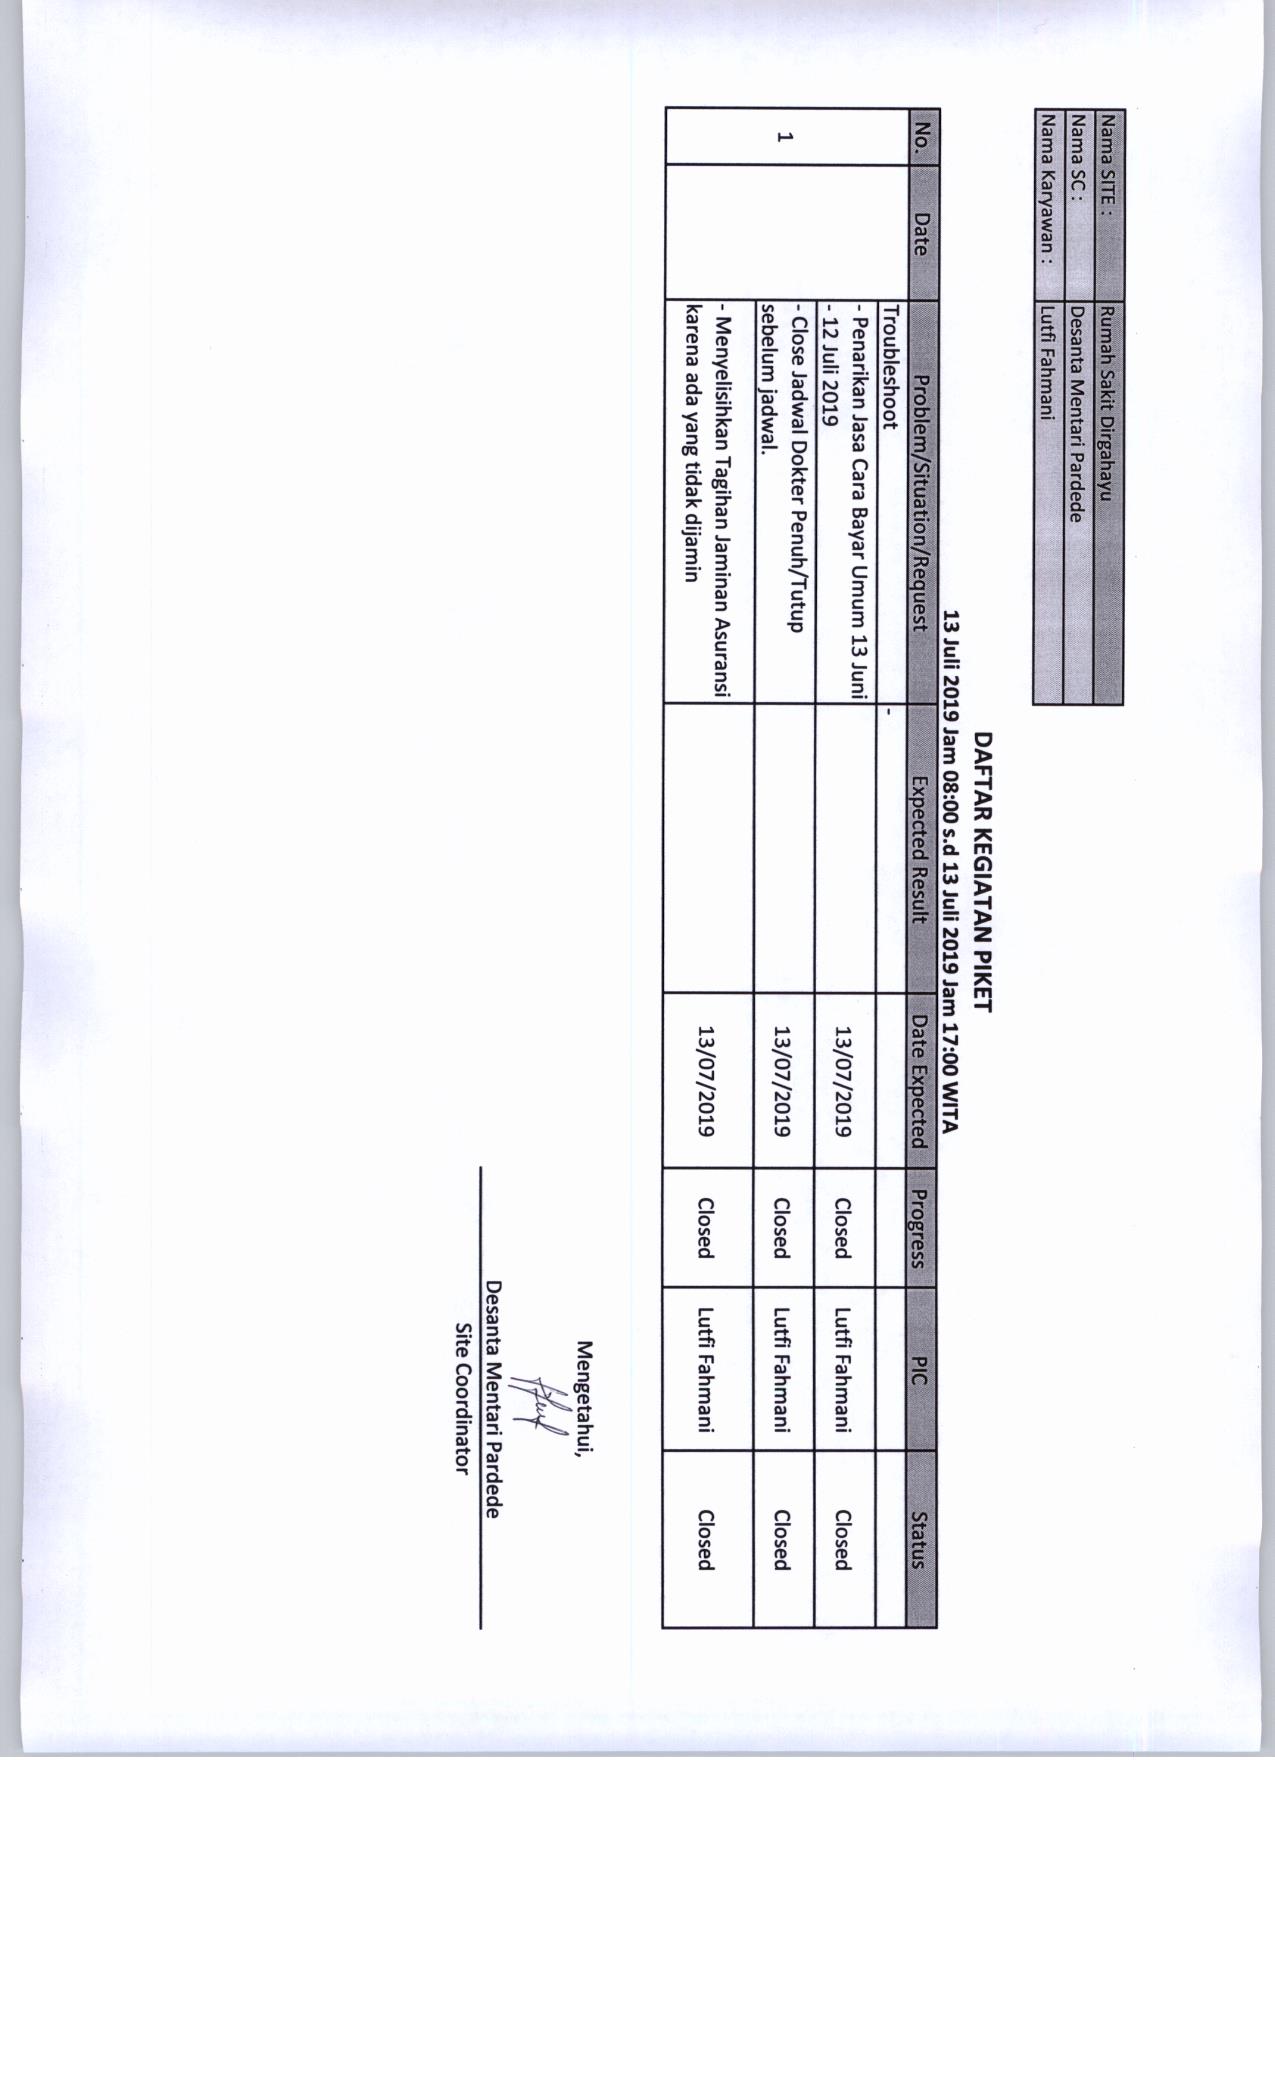 Nama SITE : Rumah Sakit Dirgahayu
Nama SC : Desanta Mentari Pardede
Nama Karyawan : Lutfi Fahmani
DAFTAR KEGIATAN PIKET
13 Juli 2019 Jam 08:00 s.d 13 Juli 2019 Jam 17:00 WITA
No. Date Problem/Situation/Request Expected Result Date Expected Progress PIC Status
Troubleshoot -
- Penarikan Jasa Cara Bayar Umum 13 Juni
- 12 Juli 2019 13/07/2019 Closed Lutfi Fahmani Closed
1
- Close Jadwal Dokter Penuh/Tutup
sebelum jadwal. 13/07/2019 Closed Lutfi Fahmani Closed
- Menyelisihkan Tagihan Jaminan Asuransi
karena ada yang tidak dijamin 13/07/2019 Closed Lutfi Fahmani Closed
Mengetahui,
Desanta Mentari Pardede
Site Coordinator